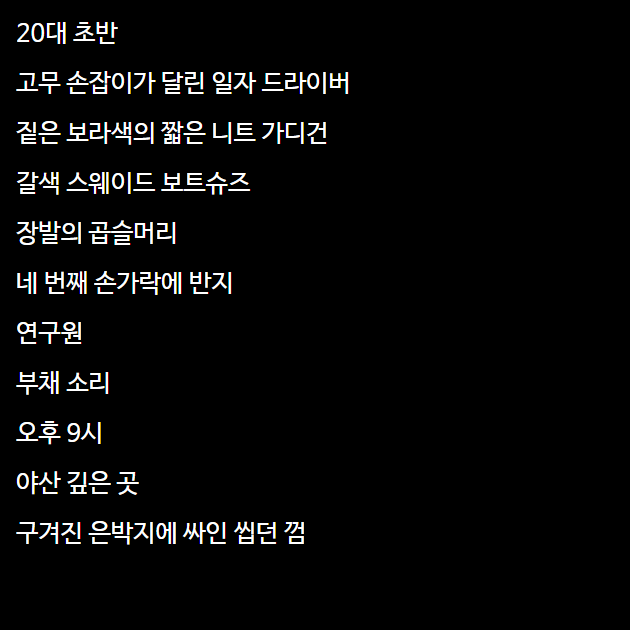 20대 초반
고무 손잡이가 달린 일자 드라이버
짙은 보라색의 짧은 니트 가디건
갈색 스웨이드 보트슈즈
장발의 곱슬머리
네 번째 손가락에 반지
연구원
부채 소리
오후 9시
야산 깊은 곳
구겨진 은박지에 싸인 씹던 껌